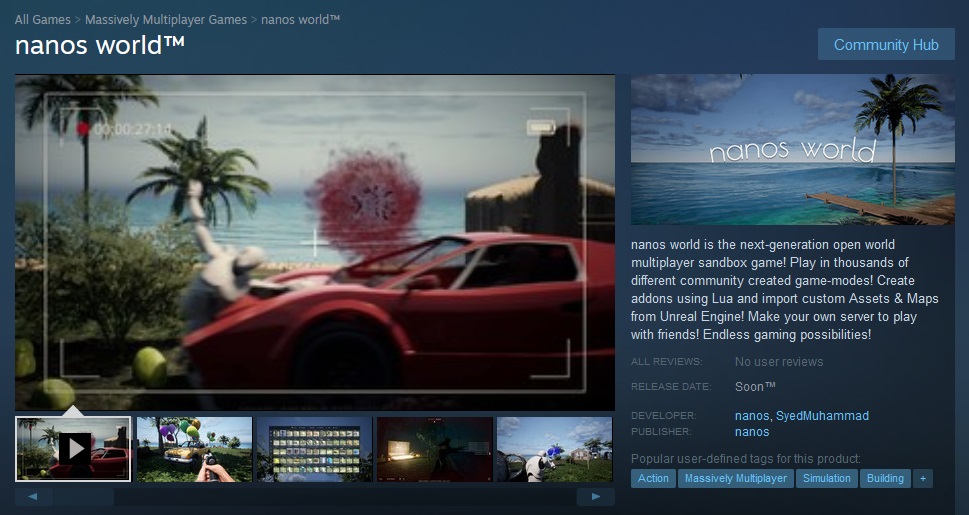 All Games > Massively Multiplayer Games > nanos world™
nanos world™
Community Hub
00:00:27:14
nanos world
nanos world is the next-generation open world
multiplayer sandbox game! Play in thousands of
different community created game-modes! Create
addons using Lua and import custom Assets & Maps
from Unreal Engine! Make your own server to play
with friends! Endless gaming possibilities!
ALL REVIEWS: No user reviews
RELEASE DATE: Soon™
DEVELOPER: nanos, SyedMuhammad
PUBLISHER: nanos
Popular user-defined tags for this product:
Action Massively Multiplayer Simulation Building +